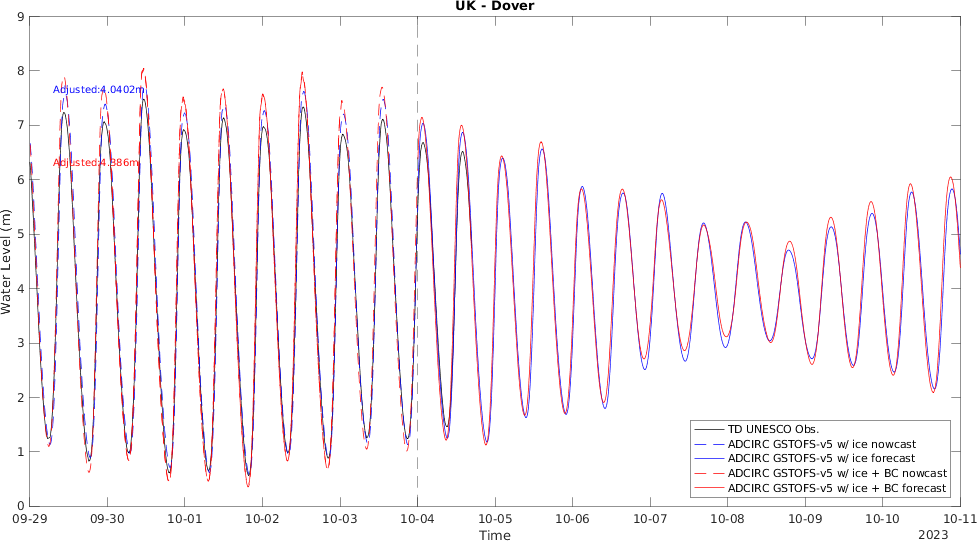 UK - Dover
9
8
7
6
5
4
3
2
1
0
Water Level (m)
Adjusted:4.0402m
Adjusted:4.386m
TD UNESCO Obs.
ADCIRC GSTOFS-v5 w/ ice nowcast
ADCIRC GSTOFS-v5 w/ ice forecast
ADCIRC GSTOFS-v5 w/ ice + BC nowcast
ADCIRC GSTOFS-v5 w/ ice + BC forecast
09-29 09-30 10-01 10-02 10-03 10-04 10-05 10-06 10-07 10-08 10-09 10-10 10-11
Time
2023